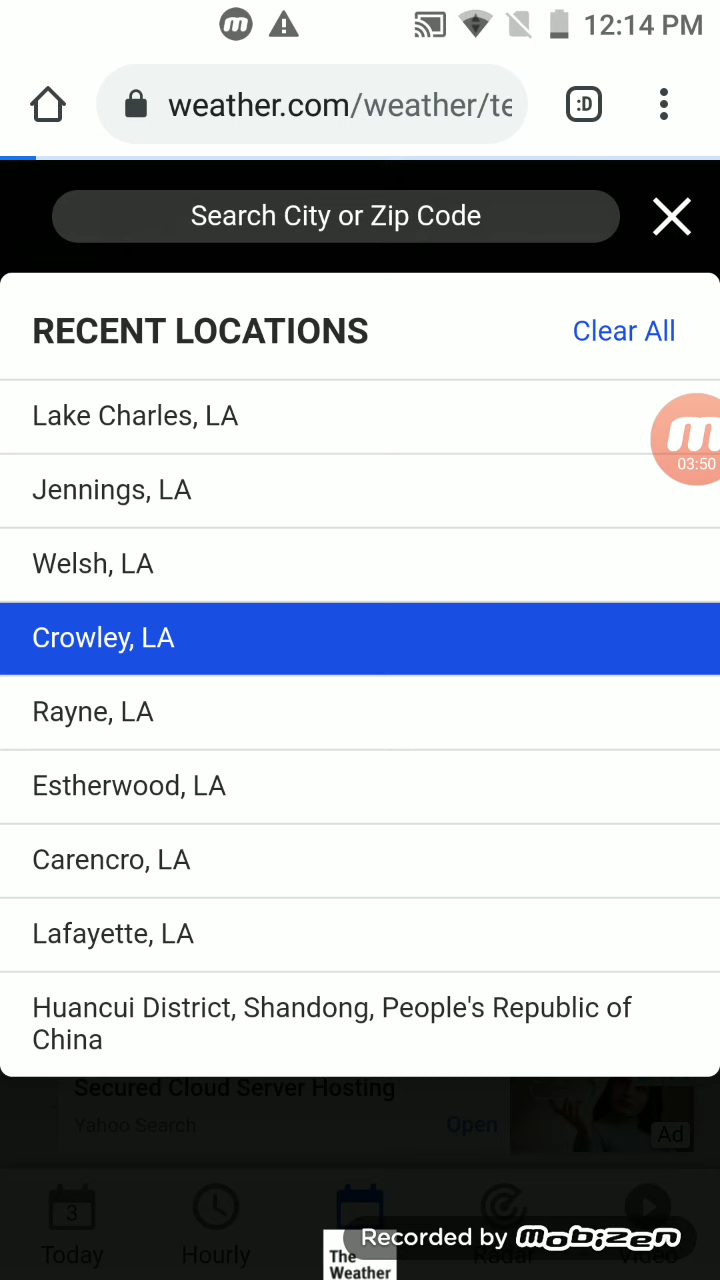 12:14 PM
weather.com/weather/te
:D
Search City or Zip Code
RECENT LOCATIONS
Clear All
Lake Charles, LA
03:50
Jennings, LA
Welsh, LA
Crowley, LA
Rayne, LA
Estherwood, LA
Carencro, LA
Lafayette, LA
Huancui District, Shandong, People's Republic of
China
Secured Cloud Server Hosting
Yahoo Search
Open
Ad
3
Recorded by mobizen
Today
Hourly
Radar
Video
The
Weather